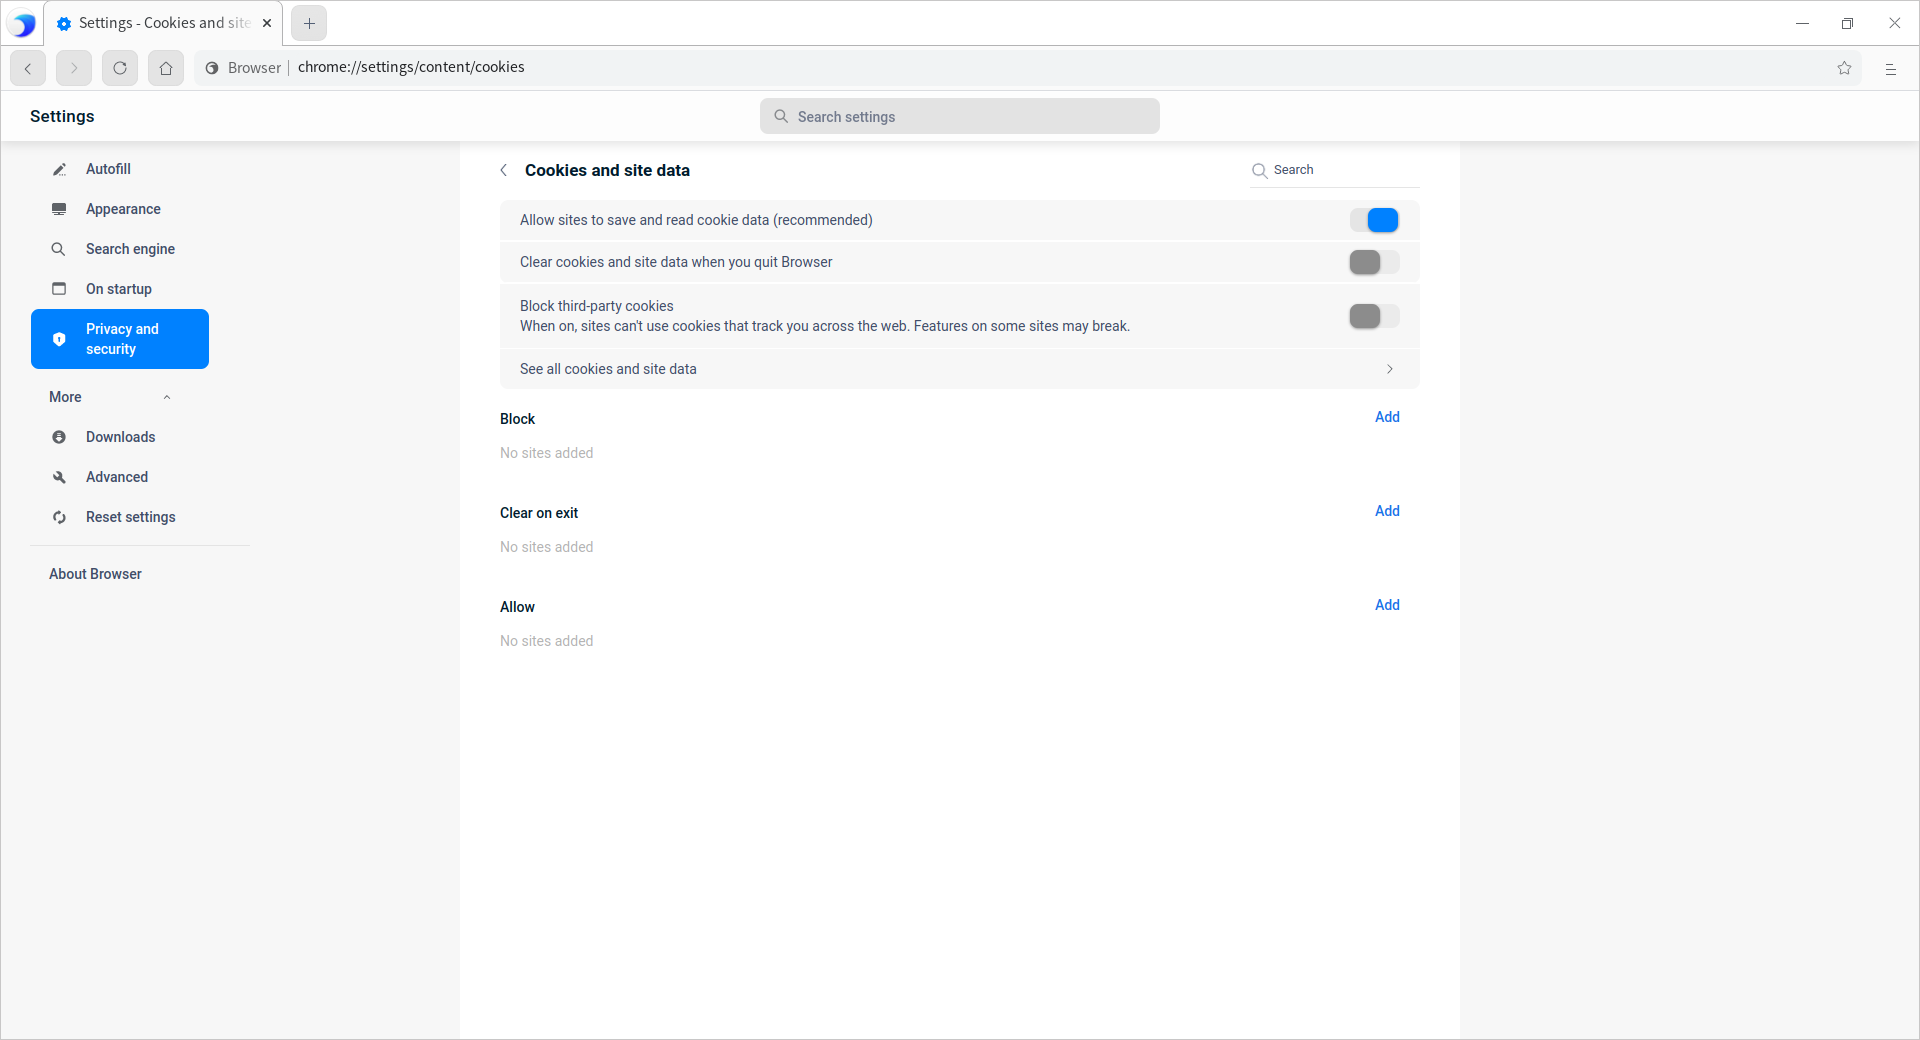 Settings - Cookies and site
Browser
chrome://settings/content/cookies
Settings
Search settings
Autofill
Appearance
Search engine
On startup
Privacy and
security
More
Downloads
Advanced
Reset settings
About Browser
Cookies and site data
Search
Allow sites to save and read cookie data (recommended)
Clear cookies and site data when you quit Browser
Block third-party cookies
When on, sites can't use cookies that track you across the web. Features on some sites may break.
See all cookies and site data
Block
Add
No sites added
Clear on exit
Add
No sites added
Allow
Add
No sites added